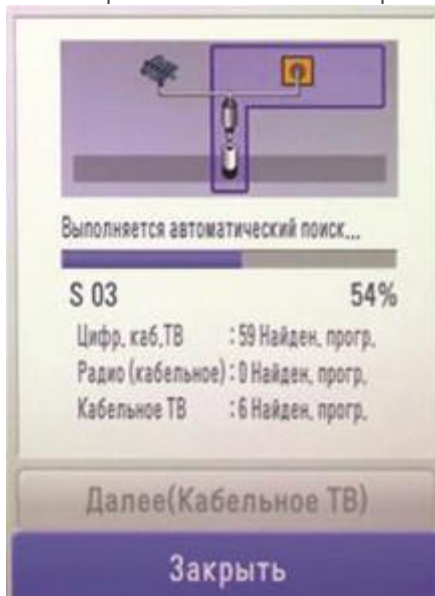 Выполняется автоматический поиск...
S 03 54%
Цифр. каб.ТВ : 59 Найден. прогр.
Радио (кабельное) : 0 Найден. прогр.
Кабельное ТВ : 6 Найден. прогр.
Далее(Кабельное ТВ)
Закрыть